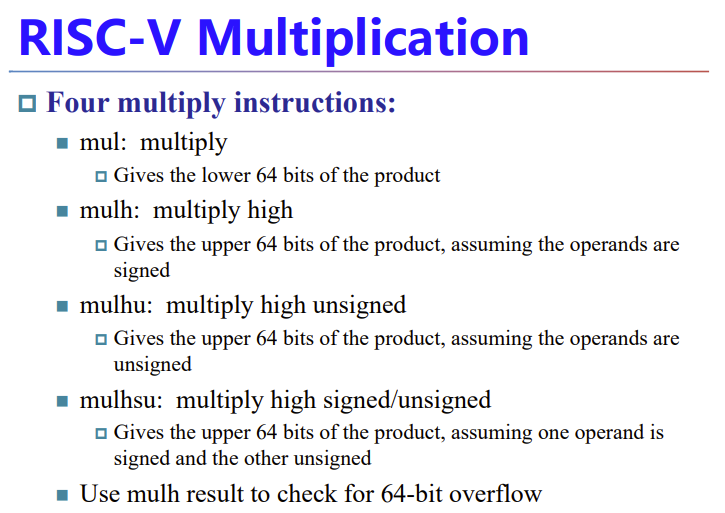 RISC-V Multiplication
Four multiply instructions:
mul: multiply
Gives the lower 64 bits of the product
mulh: multiply high
Gives the upper 64 bits of the product, assuming the operands are
signed
mulhu: multiply high unsigned
Gives the upper 64 bits of the product, assuming the operands are
unsigned
mulhsu: multiply high signed/unsigned
Gives the upper 64 bits of the product, assuming one operand is
signed and the other unsigned
Use mulh result to check for 64-bit overflow